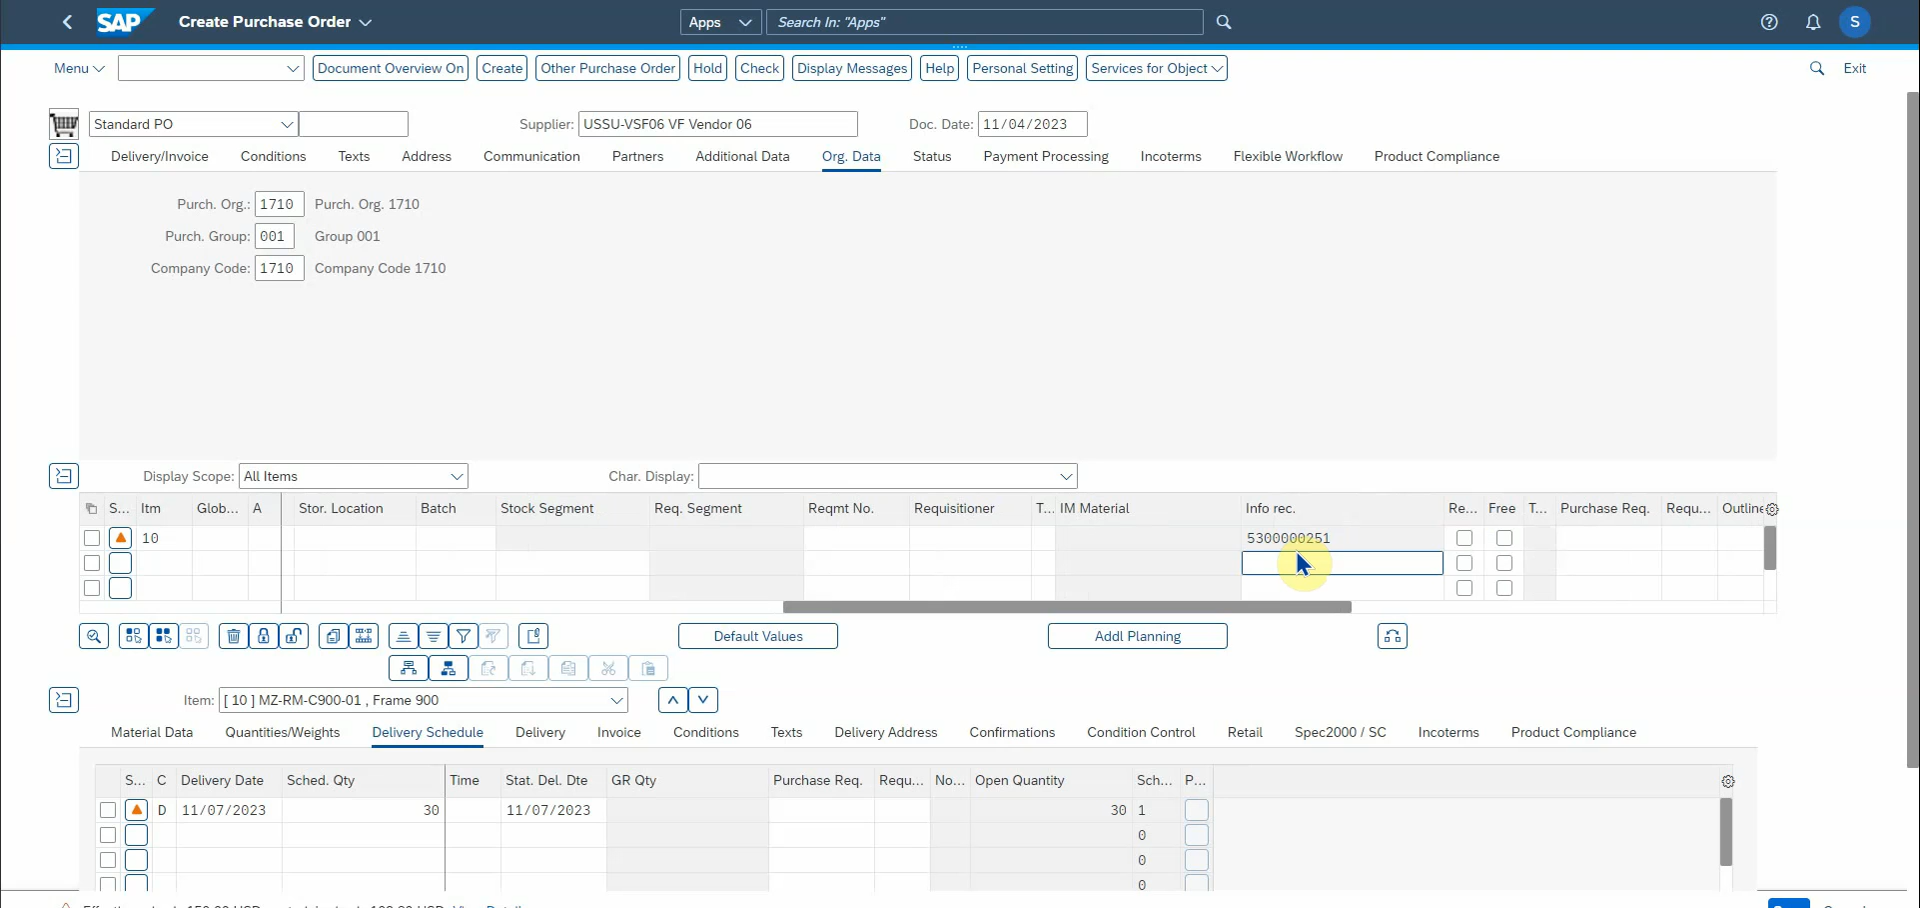 SAP Create Purchase Order Apps Search In: "Apps" S
Menu Document Overview On Create Other Purchase Order Hold Check Display Messages Help Personal Setting Services for Object Exit
Standard PO Supplier: USSU-VSF06 VF Vendor 06 Doc. Date: 11/04/2023
Delivery/Invoice Conditions Texts Address Communication Partners Additional Data Org. Data Status Payment Processing Incoterms Flexible Workflow Product Compliance
Purch. Org.: 1710 Purch. Org. 1710
Purch. Group: 001 Group 001
Company Code: 1710 Company Code 1710
Display Scope: All Items Char. Display:
S... Itm Glob... A Stor. Location Batch Stock Segment Req. Segment Reqmt No. Requisitioner T... IM Material Info rec. Re... Free T... Purchase Req. Requ... Outline
10 5300000251
Default Values Addl Planning
Item: [ 10 ] MZ-RM-C900-01 , Frame 900
Material Data Quantities/Weights Delivery Schedule Delivery Invoice Conditions Texts Delivery Address Confirmations Condition Control Retail Spec2000 / SC Incoterms Product Compliance
S... C Delivery Date Sched. Qty Time Stat. Del. Dte GR Qty Purchase Req. Requ... No... Open Quantity Sch... P...
D 11/07/2023 30 11/07/2023 30 1
0
0
0